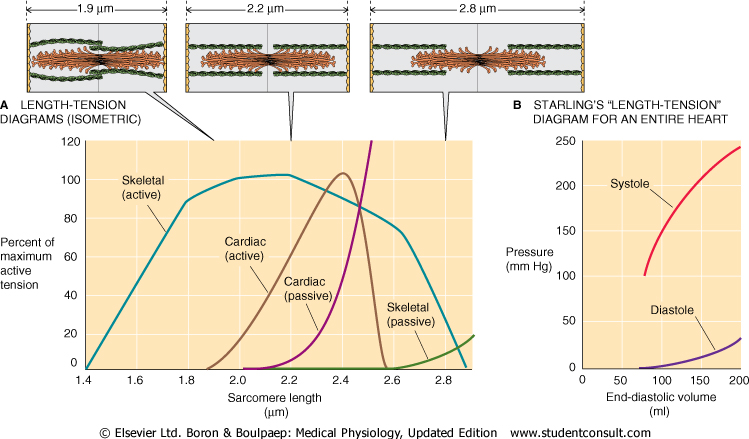 1.9 μm
2.2 μm
2.8 μm
A LENGTH-TENSION
DIAGRAMS (ISOMETRIC)
120
100
80
60
40
20
0
Percent of
maximum
active
tension
Skeletal
(active)
Cardiac
(active)
Cardiac
(passive)
Skeletal
(passive)
1.4
1.6
1.8
2.0
2.2
2.4
2.6
2.8
Sarcomere length
(μm)
B STARLING'S “LENGTH-TENSION”
DIAGRAM FOR AN ENTIRE HEART
250
200
150
100
50
0
Pressure
(mm Hg)
Systole
Diastole
0
50
100
150
200
End-diastolic volume
(ml)
© Elsevier Ltd. Boron & Boulpaep: Medical Physiology, Updated Edition www.studentconsult.com